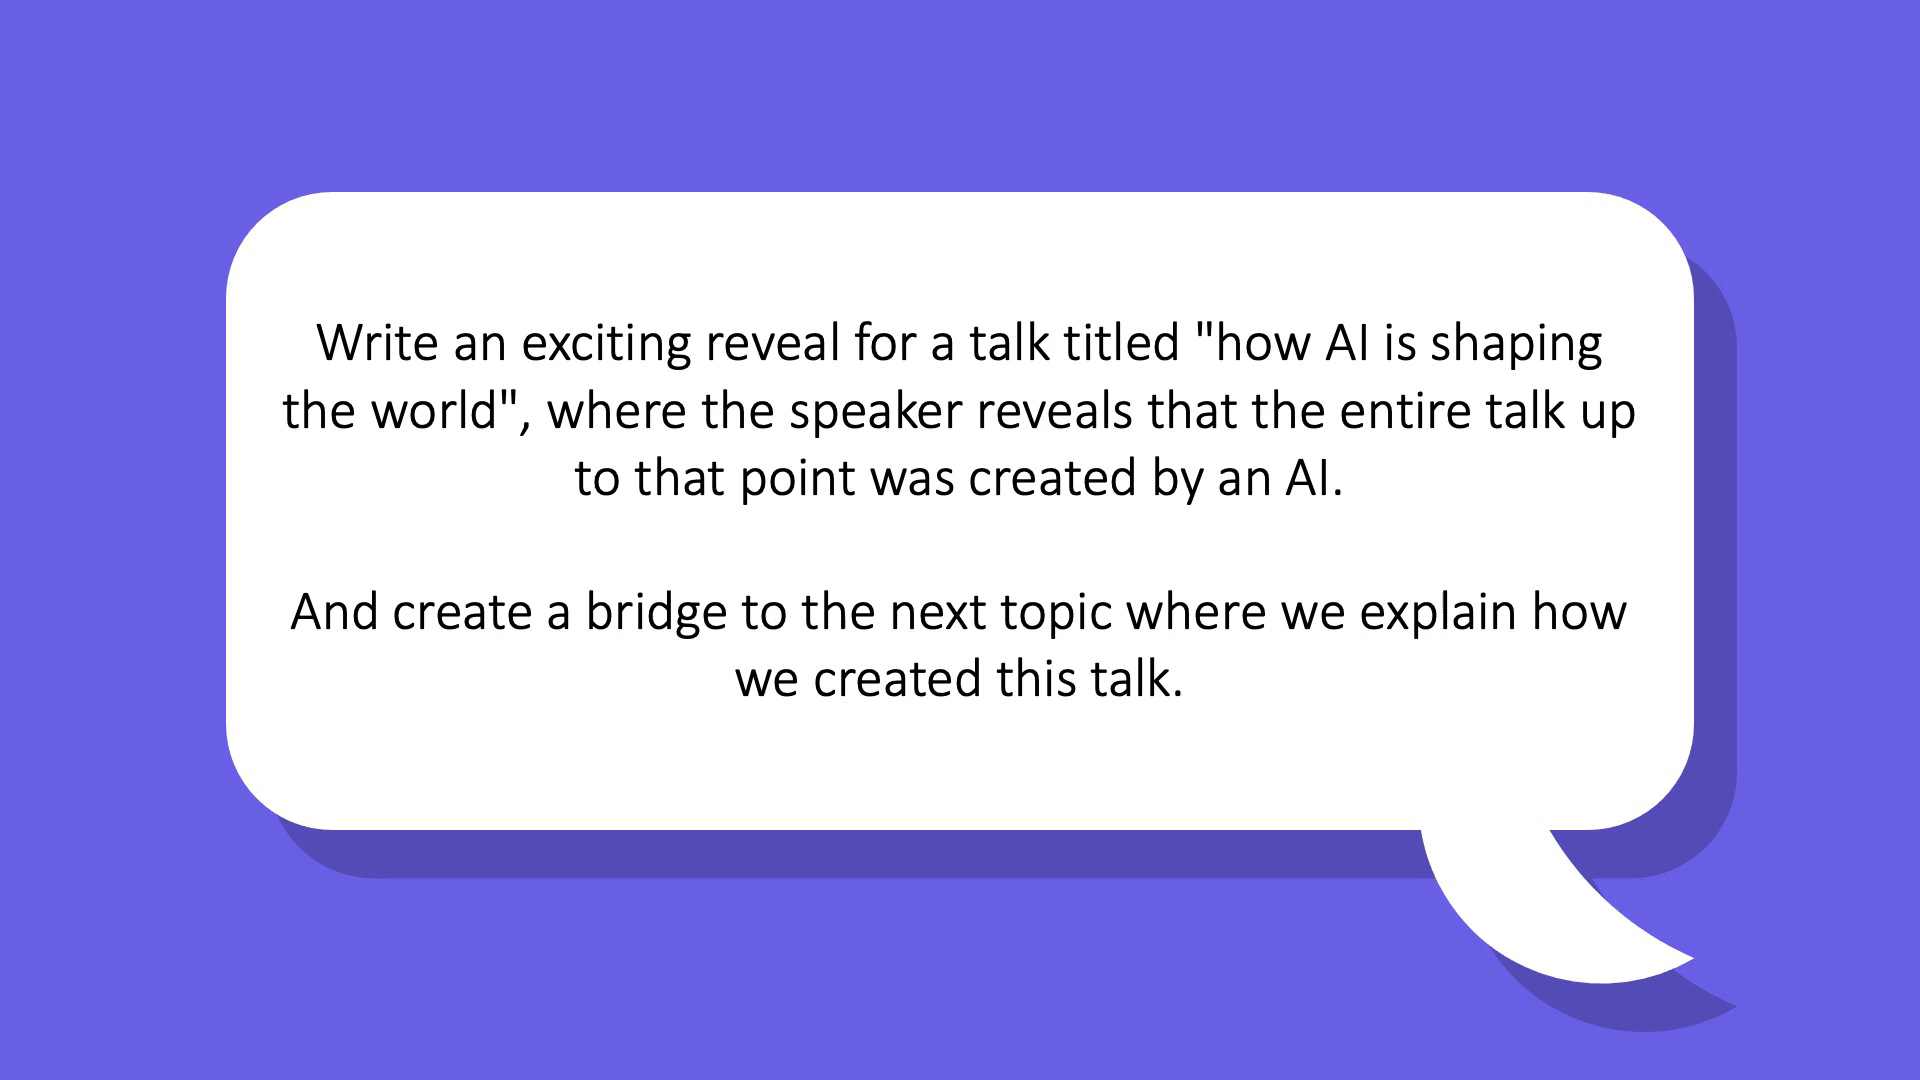 Write an exciting reveal for a talk titled "how AI is shaping
the world", where the speaker reveals that the entire talk up
to that point was created by an AI.
And create a bridge to the next topic where we explain how
we created this talk.